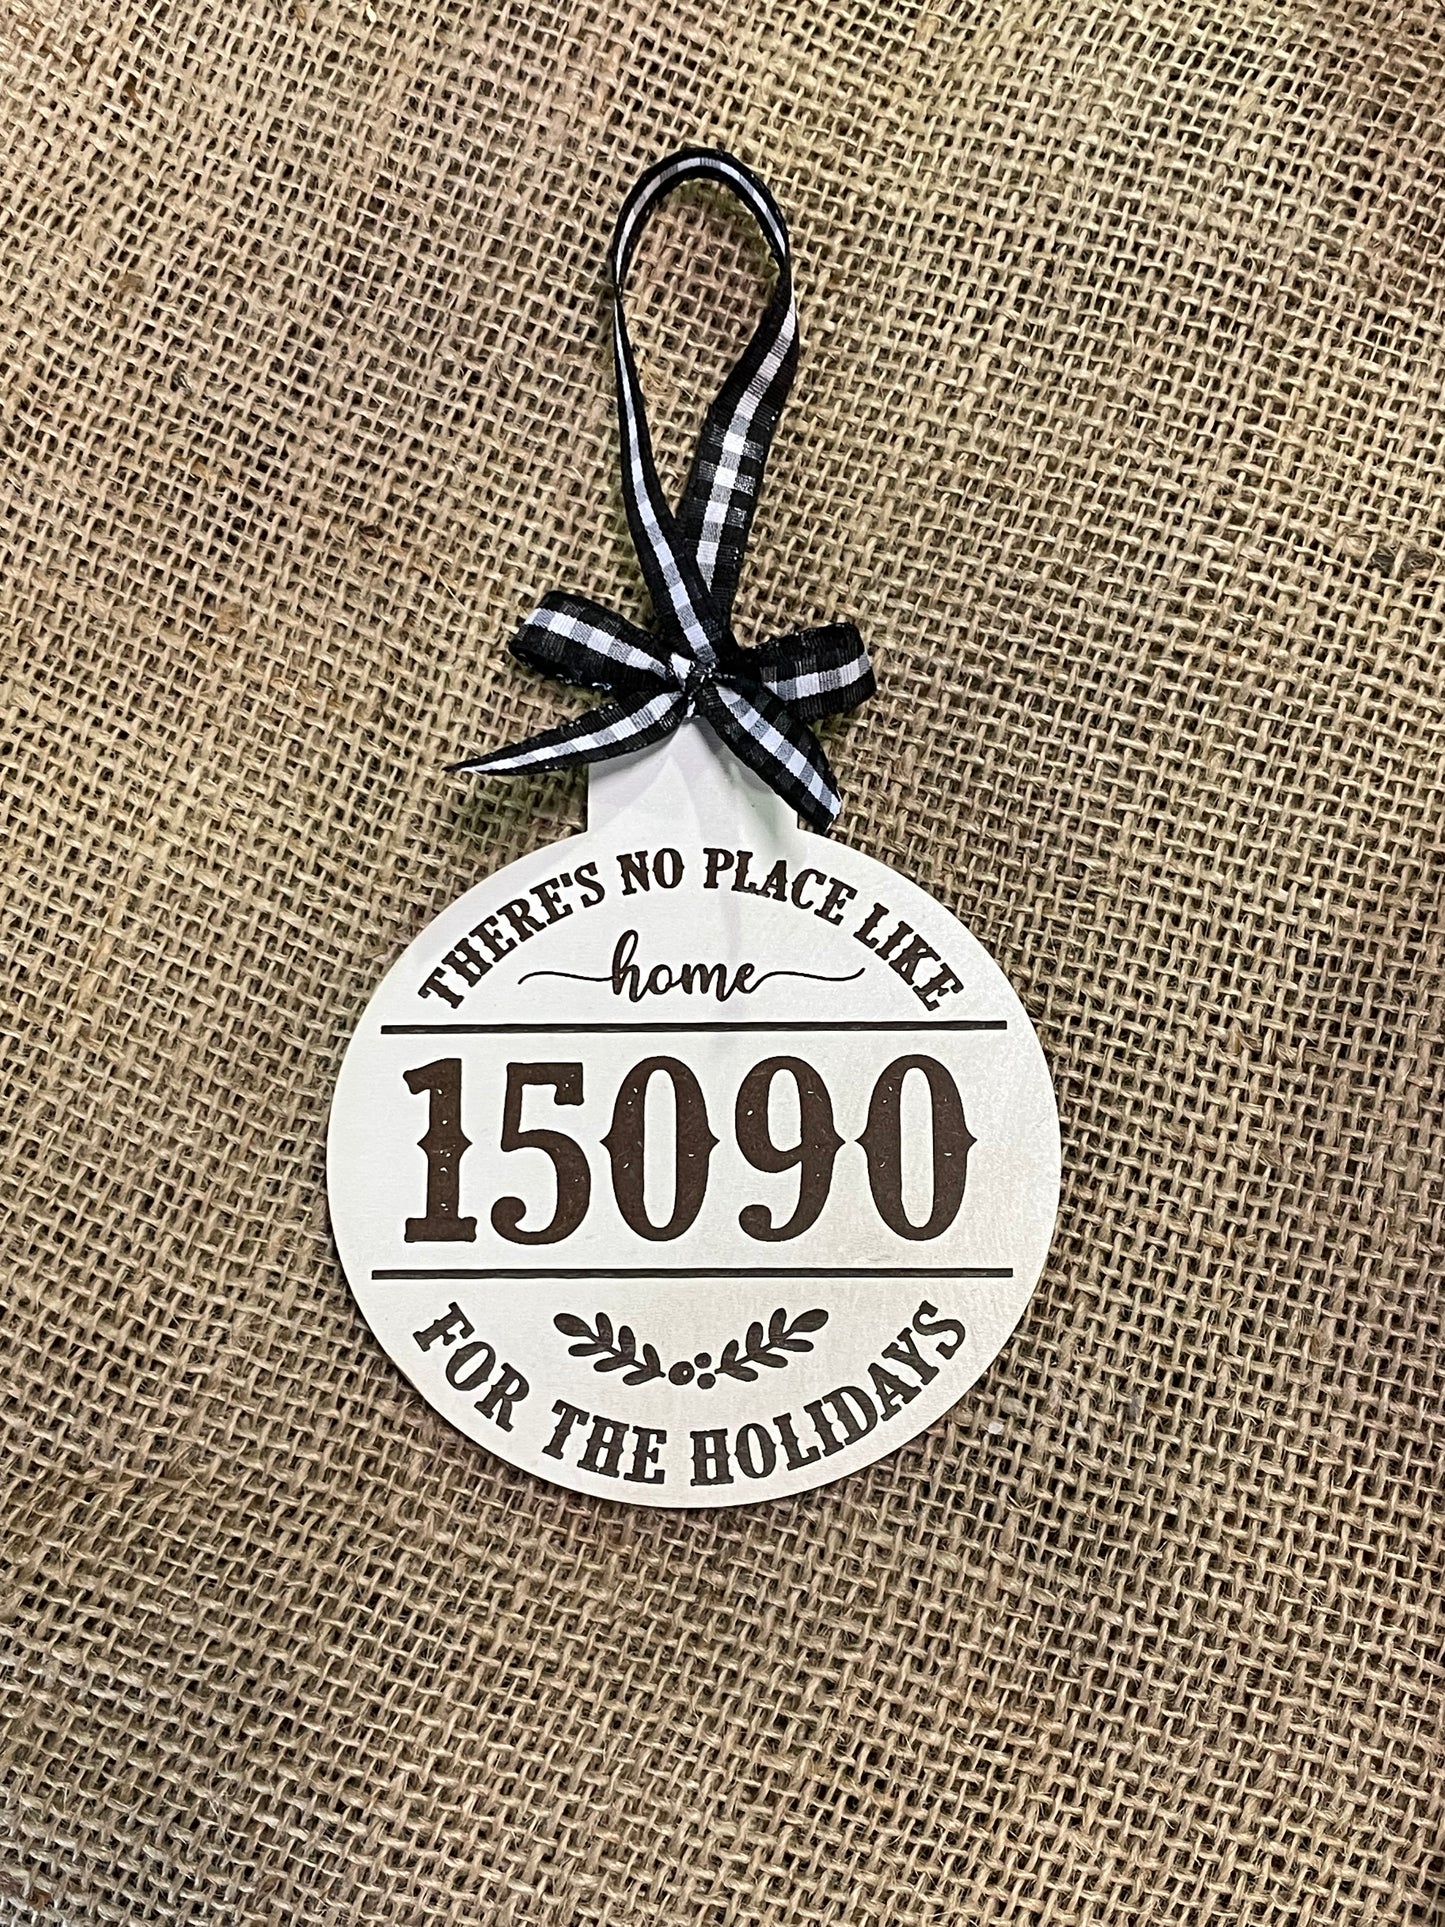 THERE'S NO PLACE LIKE
home
15090
FOR THE HOLIDAYS